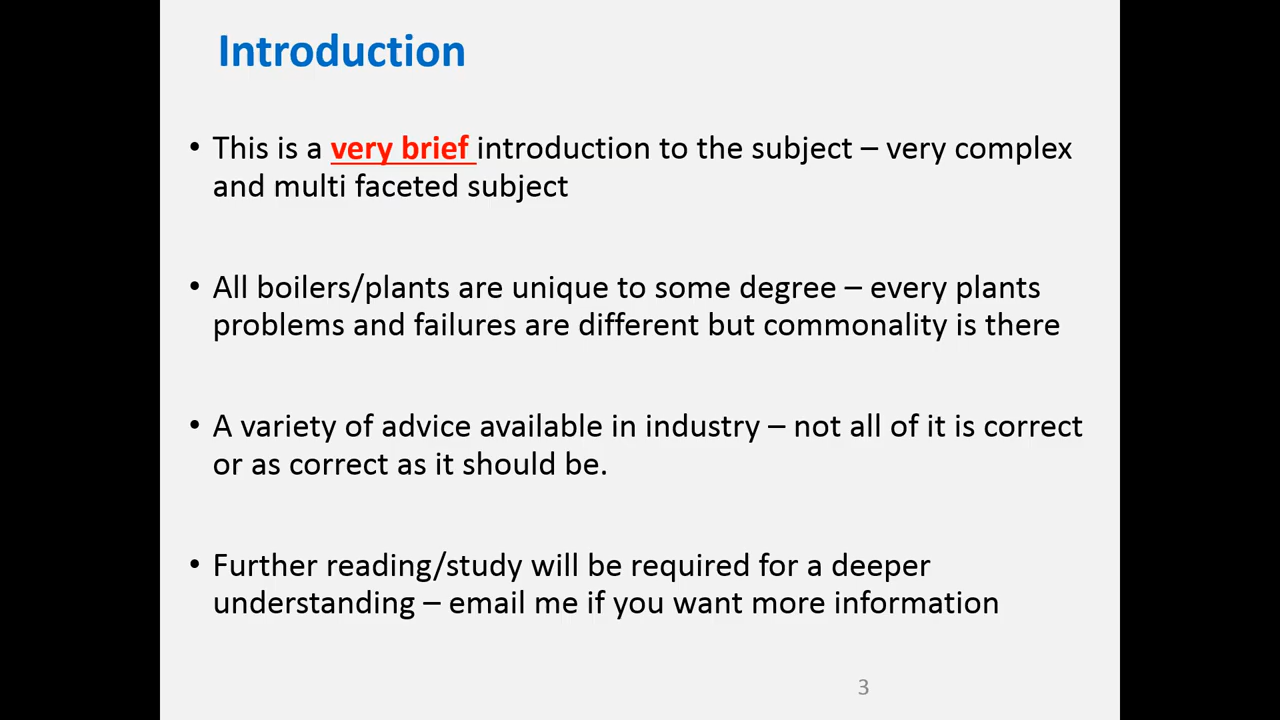 Introduction
• This is a very brief introduction to the subject – very complex
and multi faceted subject
• All boilers/plants are unique to some degree – every plants
problems and failures are different but commonality is there
• A variety of advice available in industry – not all of it is correct
or as correct as it should be.
• Further reading/study will be required for a deeper
understanding – email me if you want more information
3